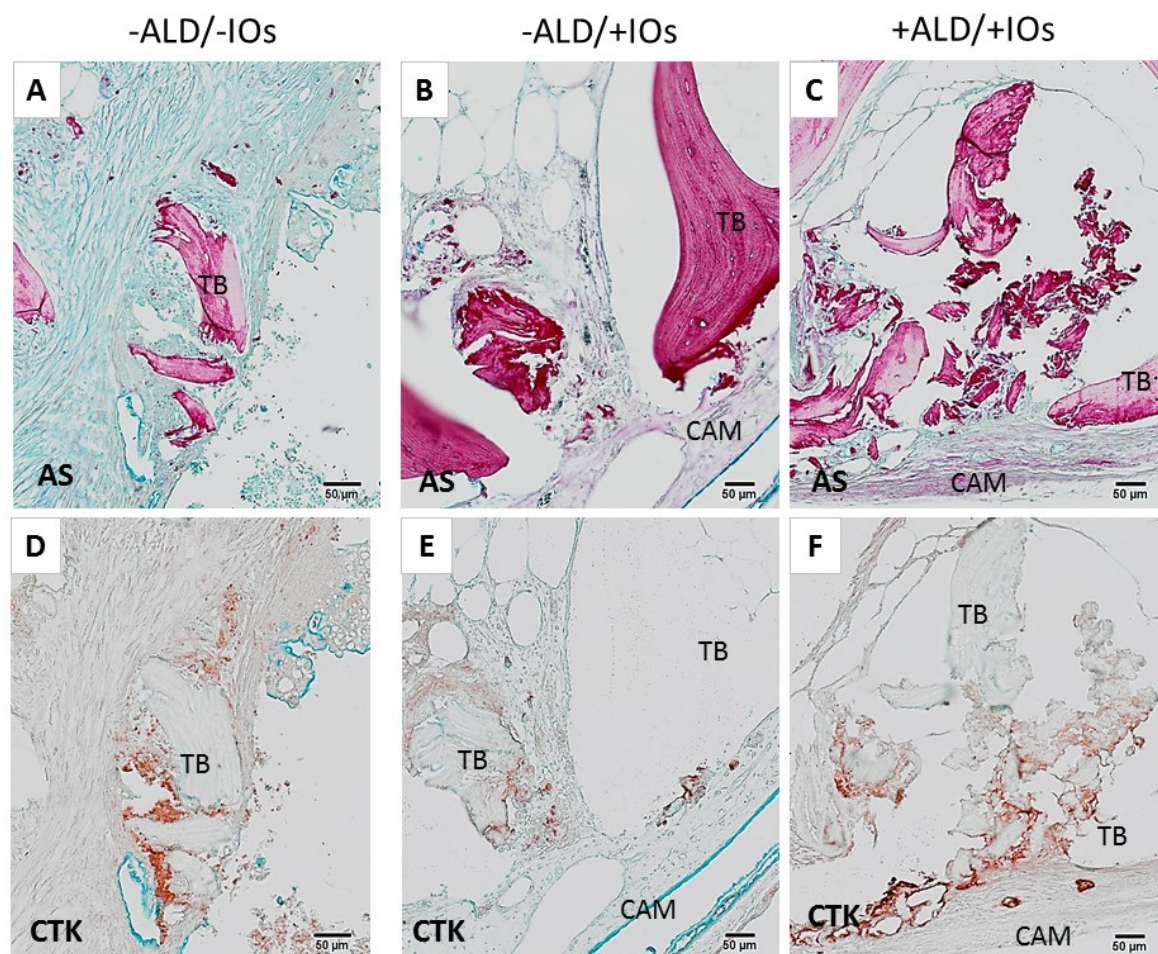 -ALD/-IOs
-ALD/+IOs
+ALD/+IOs
A
TB
AS
50 µm
B
TB
CAM
AS
50 µm
C
TB
CAM
AS
50 µm
D
TB
CTK
50 µm
E
TB
TB
CAM
CTK
50 µm
F
TB
TB
CTK
CAM
50 µm